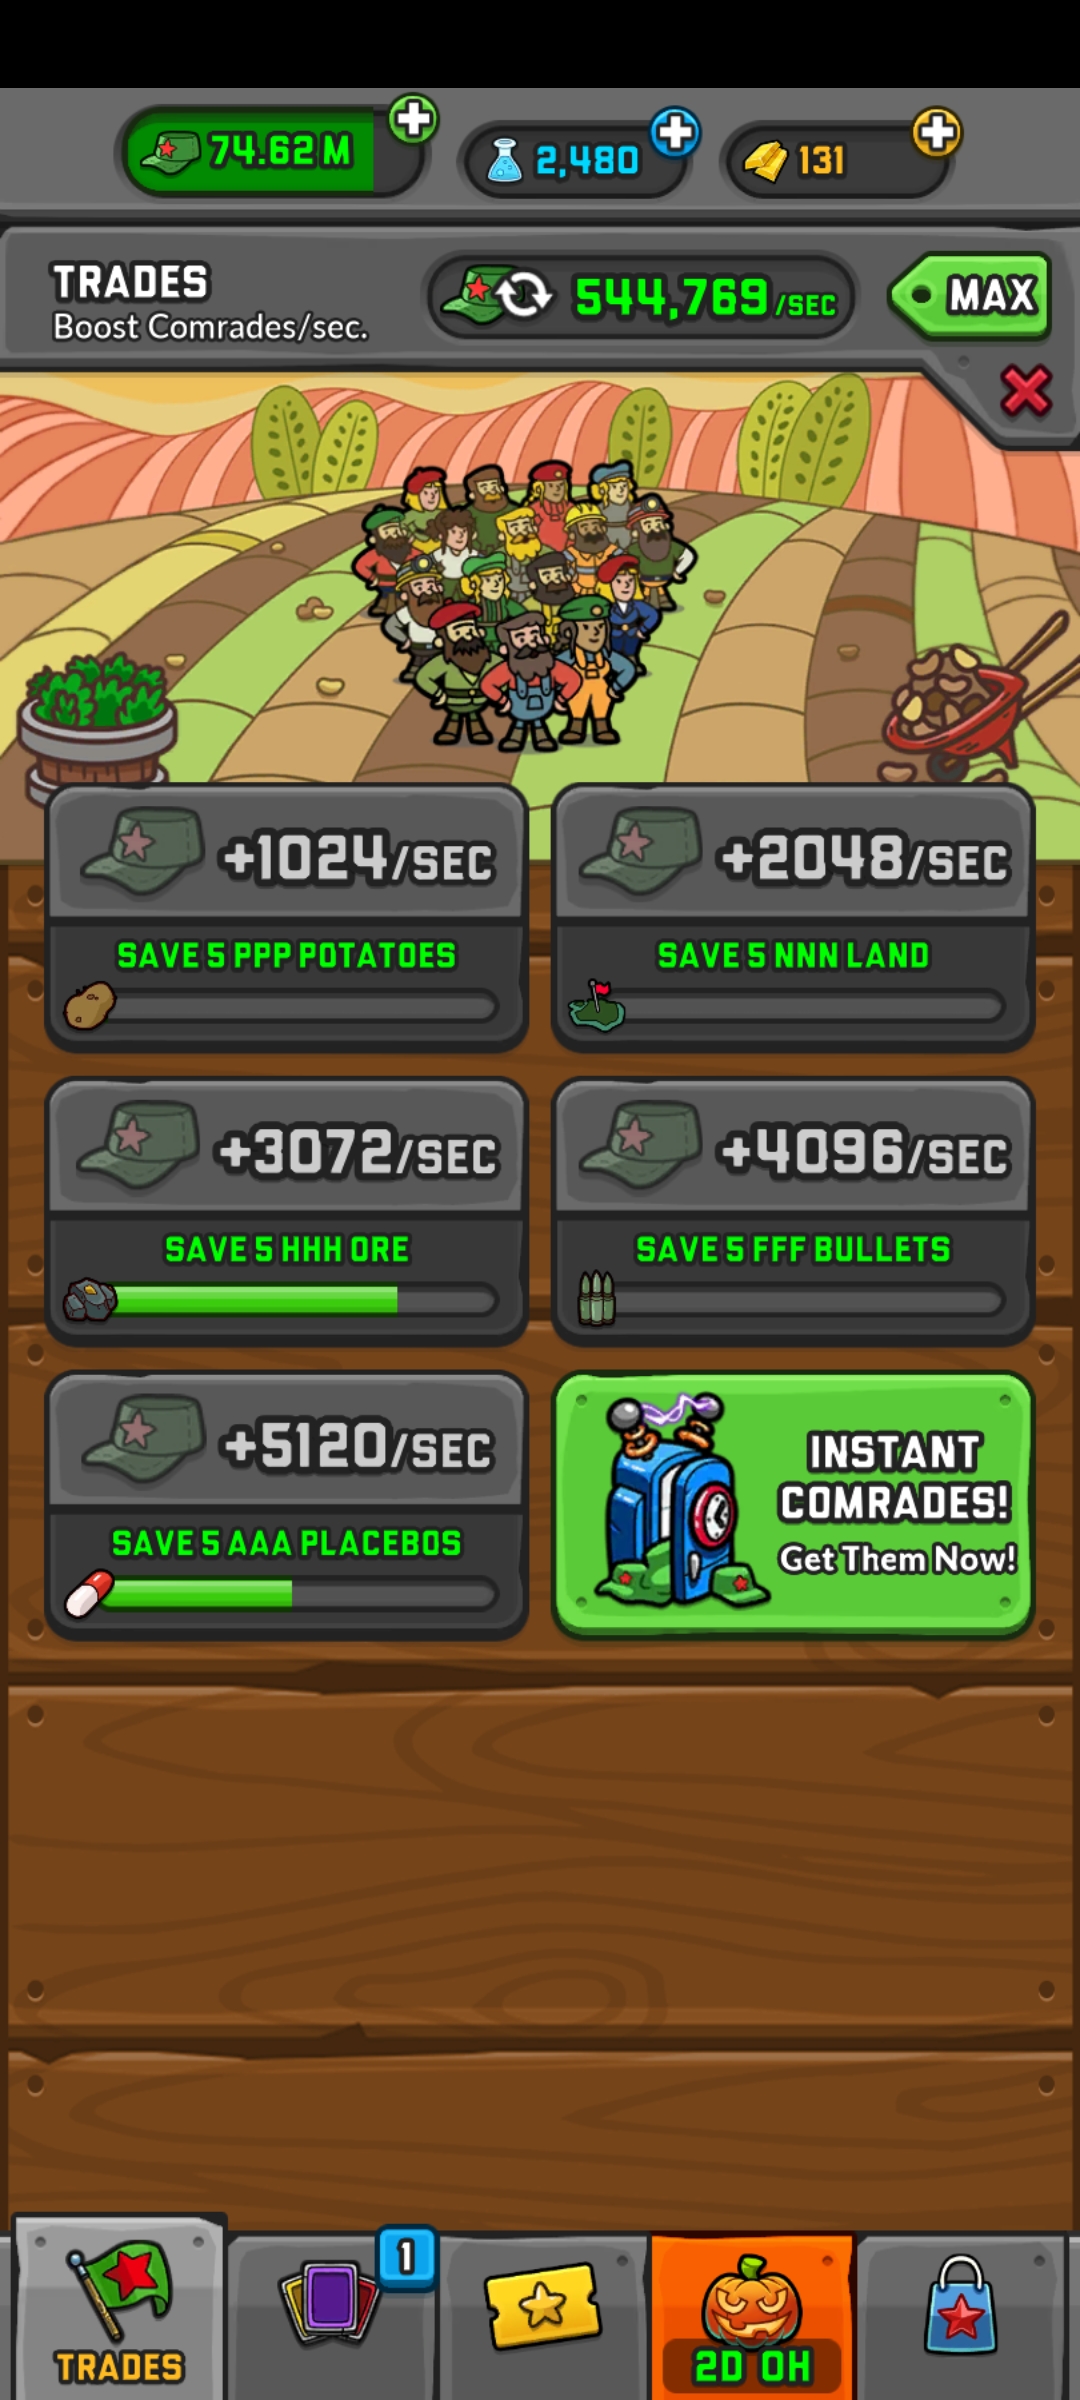 74.62 M
2,480
131
TRADES
Boost Comrades/sec.
544,769 /SEC
MAX
+1024/SEC
SAVE 5 PPP POTATOES
+2048/SEC
SAVE 5 NNN LAND
+3072/SEC
SAVE 5 HHH ORE
+4096/SEC
SAVE 5 FFF BULLETS
+5120/SEC
SAVE 5 AAA PLACEBOS
INSTANT
COMRADES!
Get Them Now!
1
TRADES
2D 0H